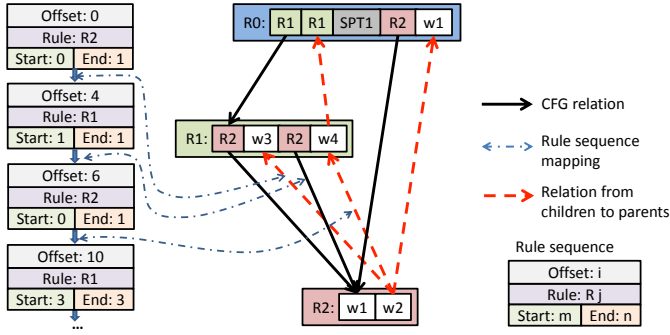 Offset: 0
Rule: R2
Start: 0 End: 1
Offset: 4
Rule: R1
Start: 1 End: 1
Offset: 6
Rule: R2
Start: 0 End: 1
Offset: 10
Rule: R1
Start: 3 End: 3
...
R0: R1 R1 SPT1 R2 w1
R1: R2 w3 R2 w4
R2: w1 w2
CFG relation
Rule sequence
mapping
Relation from
children to parents
Rule sequence
Offset: i
Rule: R j
Start: m End: n